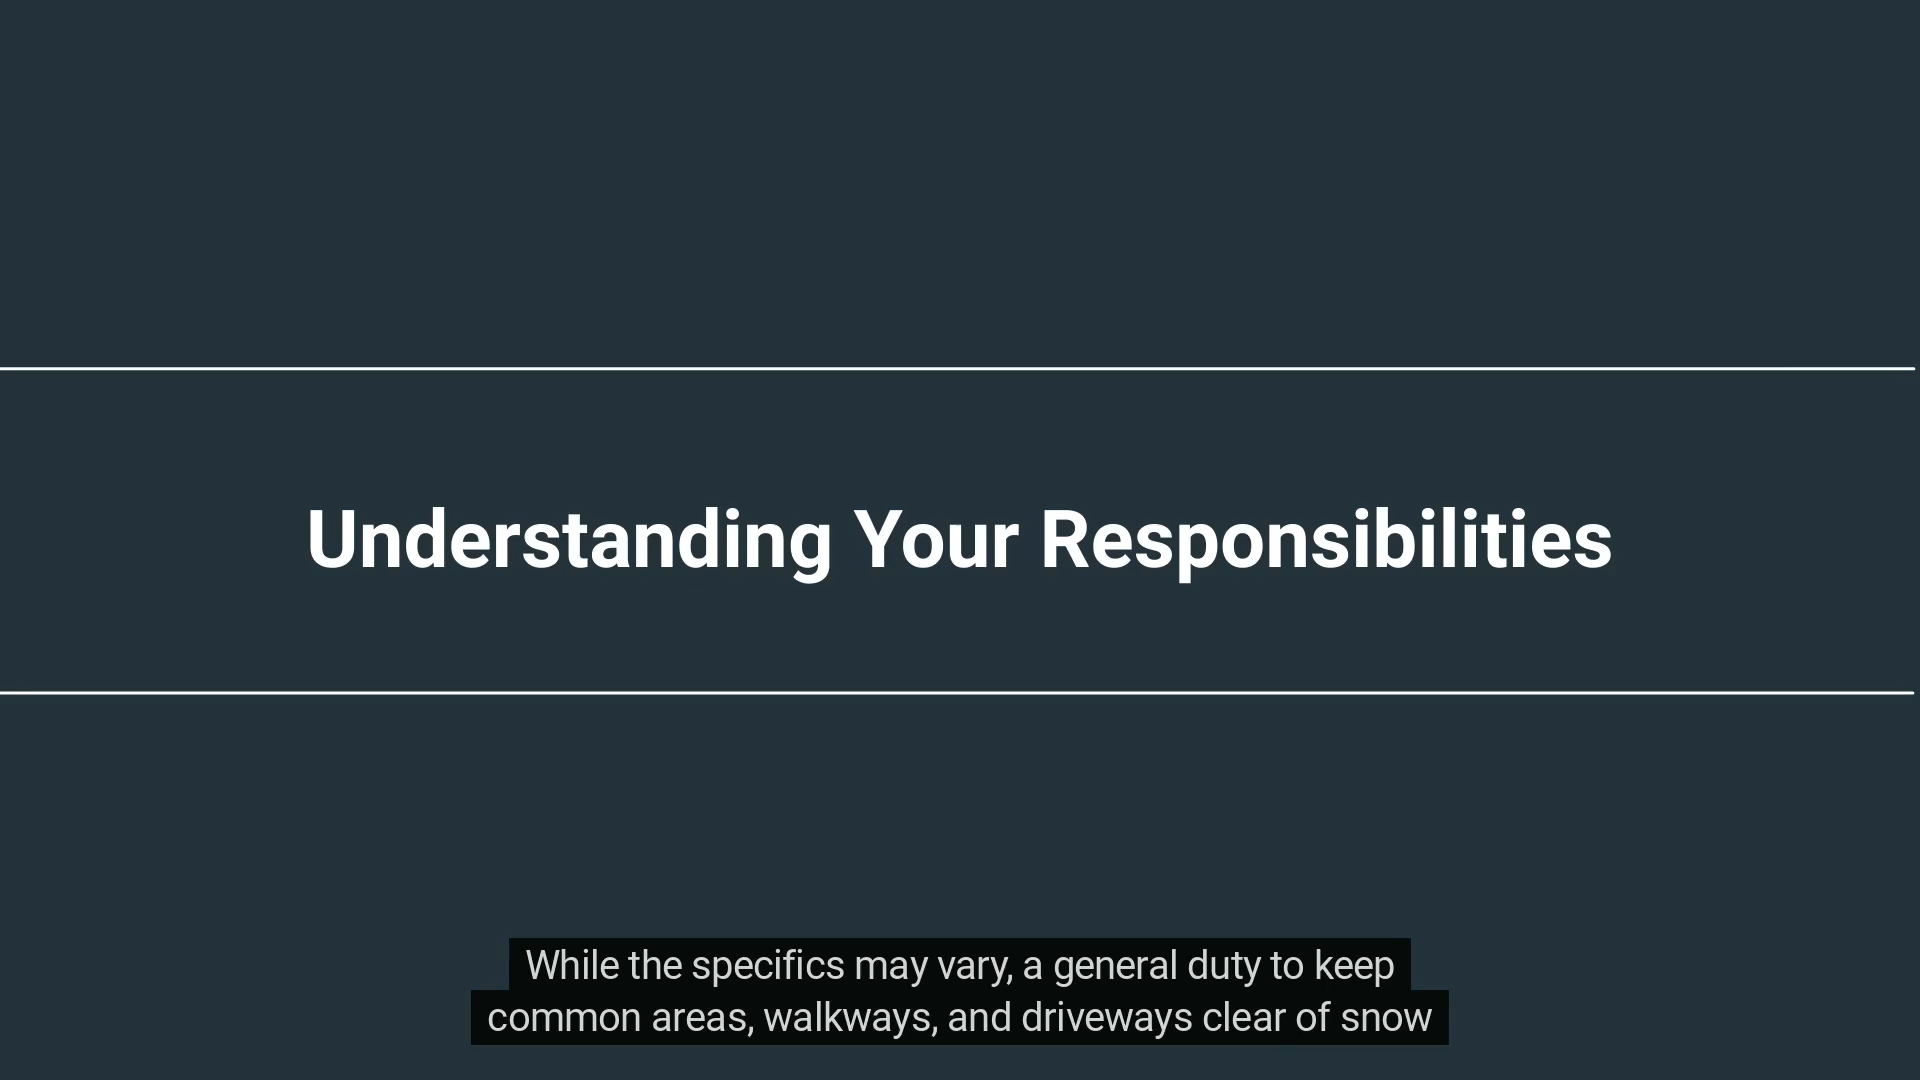 Understanding Your Responsibilities
While the specifics may vary, a general duty to keep
common areas, walkways, and driveways clear of snow